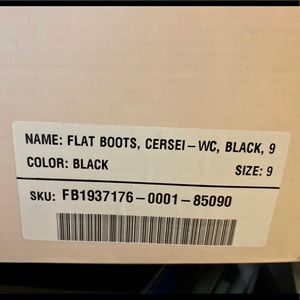 NAME: FLAT BOOTS, CERSEI-WC, BLACK, 9
COLOR: BLACK SIZE: 9
SKU: FB1937176-0001-85090